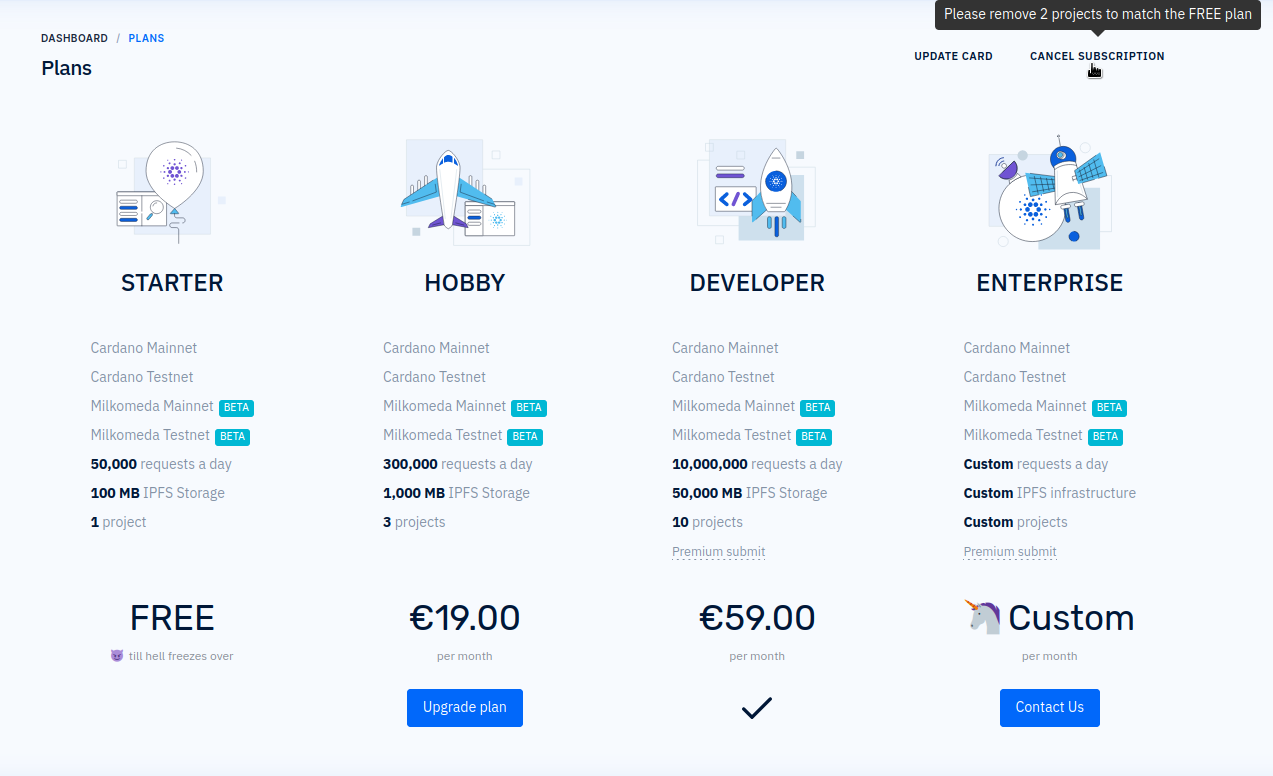 Please remove 2 projects to match the FREE plan
DASHBOARD / PLANS
Plans
UPDATE CARD
CANCEL SUBSCRIPTION
STARTER
Cardano Mainnet
Cardano Testnet
Milkomeda Mainnet BETA
Milkomeda Testnet BETA
50,000 requests a day
100 MB IPFS Storage
1 project
FREE
😈 till hell freezes over
HOBBY
Cardano Mainnet
Cardano Testnet
Milkomeda Mainnet BETA
Milkomeda Testnet BETA
300,000 requests a day
1,000 MB IPFS Storage
3 projects
€19.00
per month
Upgrade plan
DEVELOPER
Cardano Mainnet
Cardano Testnet
Milkomeda Mainnet BETA
Milkomeda Testnet BETA
10,000,000 requests a day
50,000 MB IPFS Storage
10 projects
Premium submit
€59.00
per month
ENTERPRISE
Cardano Mainnet
Cardano Testnet
Milkomeda Mainnet BETA
Milkomeda Testnet BETA
Custom requests a day
Custom IPFS infrastructure
Custom projects
Premium submit
🦄 Custom
per month
Contact Us